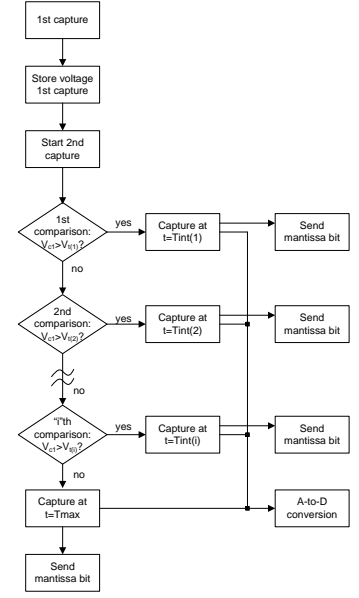 1st capture
Store voltage
1st capture
Start 2nd
capture
1st
comparison:
Vc1>Vt(1)?
yes
Capture at
t=Tint(1)
Send
mantissa bit
no
2nd
comparison:
Vc1>Vt(2)?
yes
Capture at
t=Tint(2)
Send
mantissa bit
no
“i”th
comparison:
Vc1>Vt(i)?
yes
Capture at
t=Tint(i)
Send
mantissa bit
no
Capture at
t=Tmax
A-to-D
conversion
Send
mantissa bit